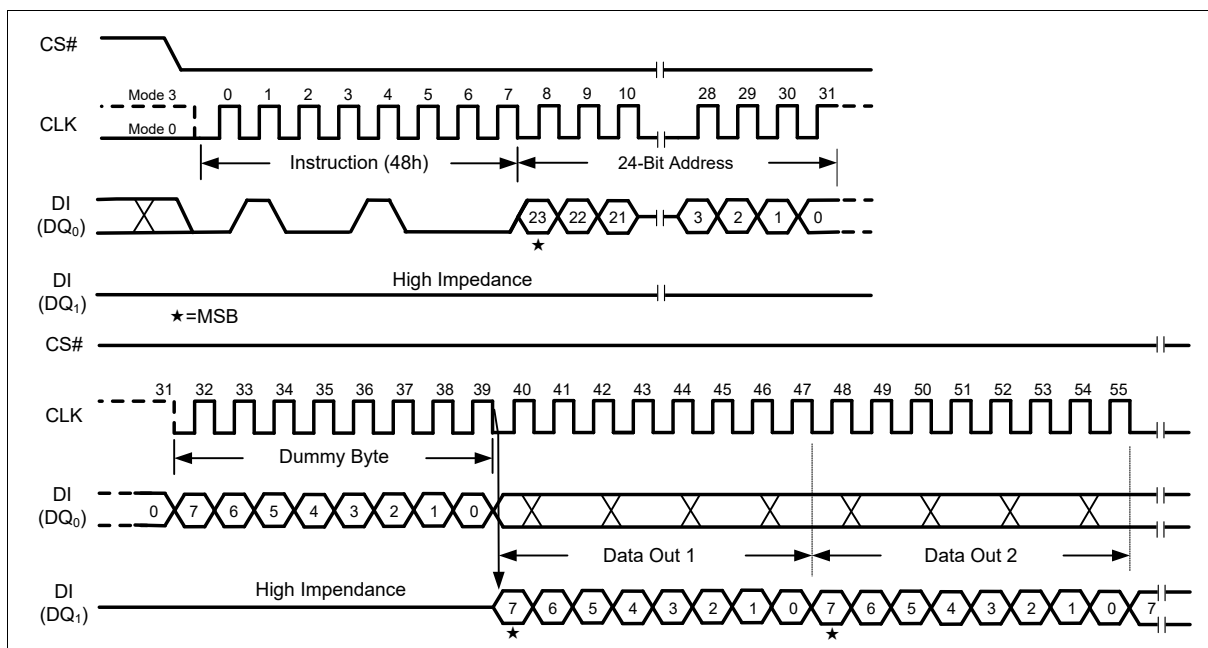 CS#
Mode 3 0 1 2 3 4 5 6 7 8 9 10 28 29 30 31
CLK
Mode 0
Instruction (48h) 24-Bit Address
DI
(DQ0)
23 22 21 3 2 1 0
★
High Impedance
DI
(DQ1)
★=MSB
CS#
31 32 33 34 35 36 37 38 39 40 41 42 43 44 45 46 47 48 49 50 51 52 53 54 55
CLK
Dummy Byte
DI
(DQ0)
0 7 6 5 4 3 2 1 0
Data Out 1 Data Out 2
High Impendance
DI
(DQ1)
7 6 5 4 3 2 1 0 7 6 5 4 3 2 1 0 7
★ ★